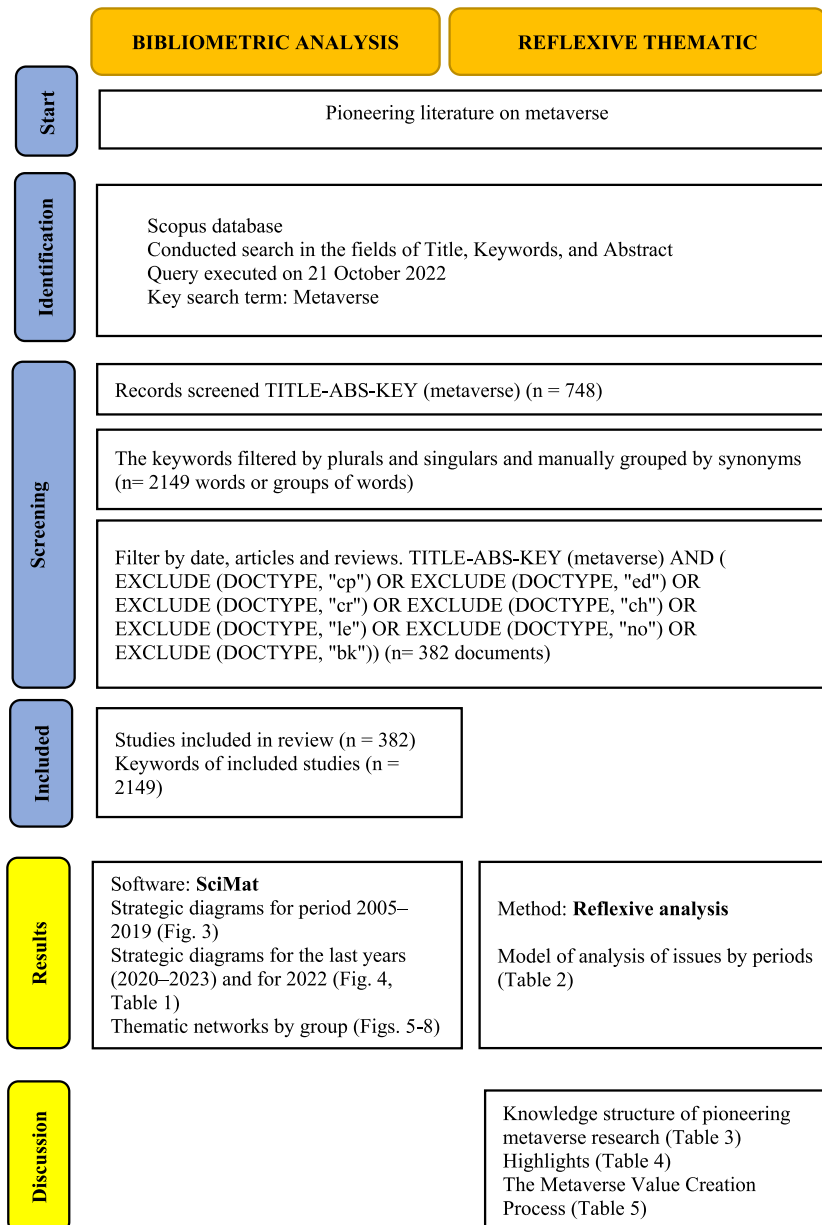 BIBLIOMETRIC ANALYSIS
REFLEXIVE THEMATIC
Start
Pioneering literature on metaverse
Identification
Scopus database
Conducted search in the fields of Title, Keywords, and Abstract
Query executed on 21 October 2022
Key search term: Metaverse
Screening
Records screened TITLE-ABS-KEY (metaverse) (n = 748)
The keywords filtered by plurals and singulars and manually grouped by synonyms
(n= 2149 words or groups of words)
Filter by date, articles and reviews. TITLE-ABS-KEY (metaverse) AND (
EXCLUDE (DOCTYPE, "cp") OR EXCLUDE (DOCTYPE, "ed") OR
EXCLUDE (DOCTYPE, "cr") OR EXCLUDE (DOCTYPE, "ch") OR
EXCLUDE (DOCTYPE, "le") OR EXCLUDE (DOCTYPE, "no") OR
EXCLUDE (DOCTYPE, "bk")) (n= 382 documents)
Included
Studies included in review (n = 382)
Keywords of included studies (n =
2149)
Results
Software: SciMat
Strategic diagrams for period 2005–
2019 (Fig. 3)
Strategic diagrams for the last years
(2020–2023) and for 2022 (Fig. 4,
Table 1)
Thematic networks by group (Figs. 5-8)
Method: Reflexive analysis
Model of analysis of issues by periods
(Table 2)
Discussion
Knowledge structure of pioneering
metaverse research (Table 3)
Highlights (Table 4)
The Metaverse Value Creation
Process (Table 5)